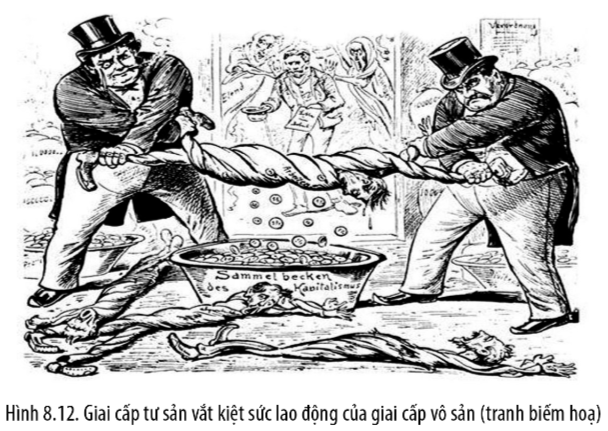 Verordnung
Sammelbecken
des Kapitalismus
Hình 8.12. Giai cấp tư sản vắt kiệt sức lao động của giai cấp vô sản (tranh biếm hoạ)